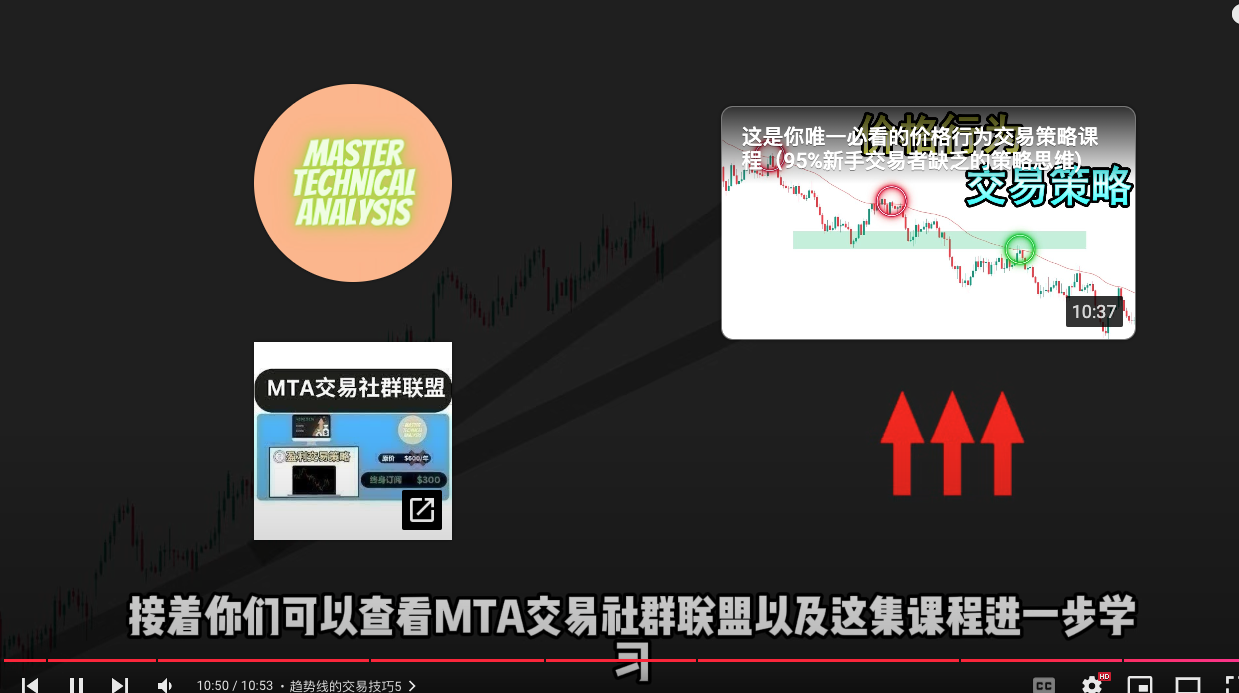 MASTER
TECHNICAL
ANALYSIS
价格行为
这是你唯一必看的价格行为交易策略课
程（95%新手交易者缺乏的策略思维）
交易策略
10:37
MTA交易社群联盟
盈利交易策略
原价 $600/年
终身订阅 $300
接着你们可以查看MTA交易社群联盟以及这集课程进一步学
习
10:50 / 10:53 · 趋势线的交易技巧5
CC
HD